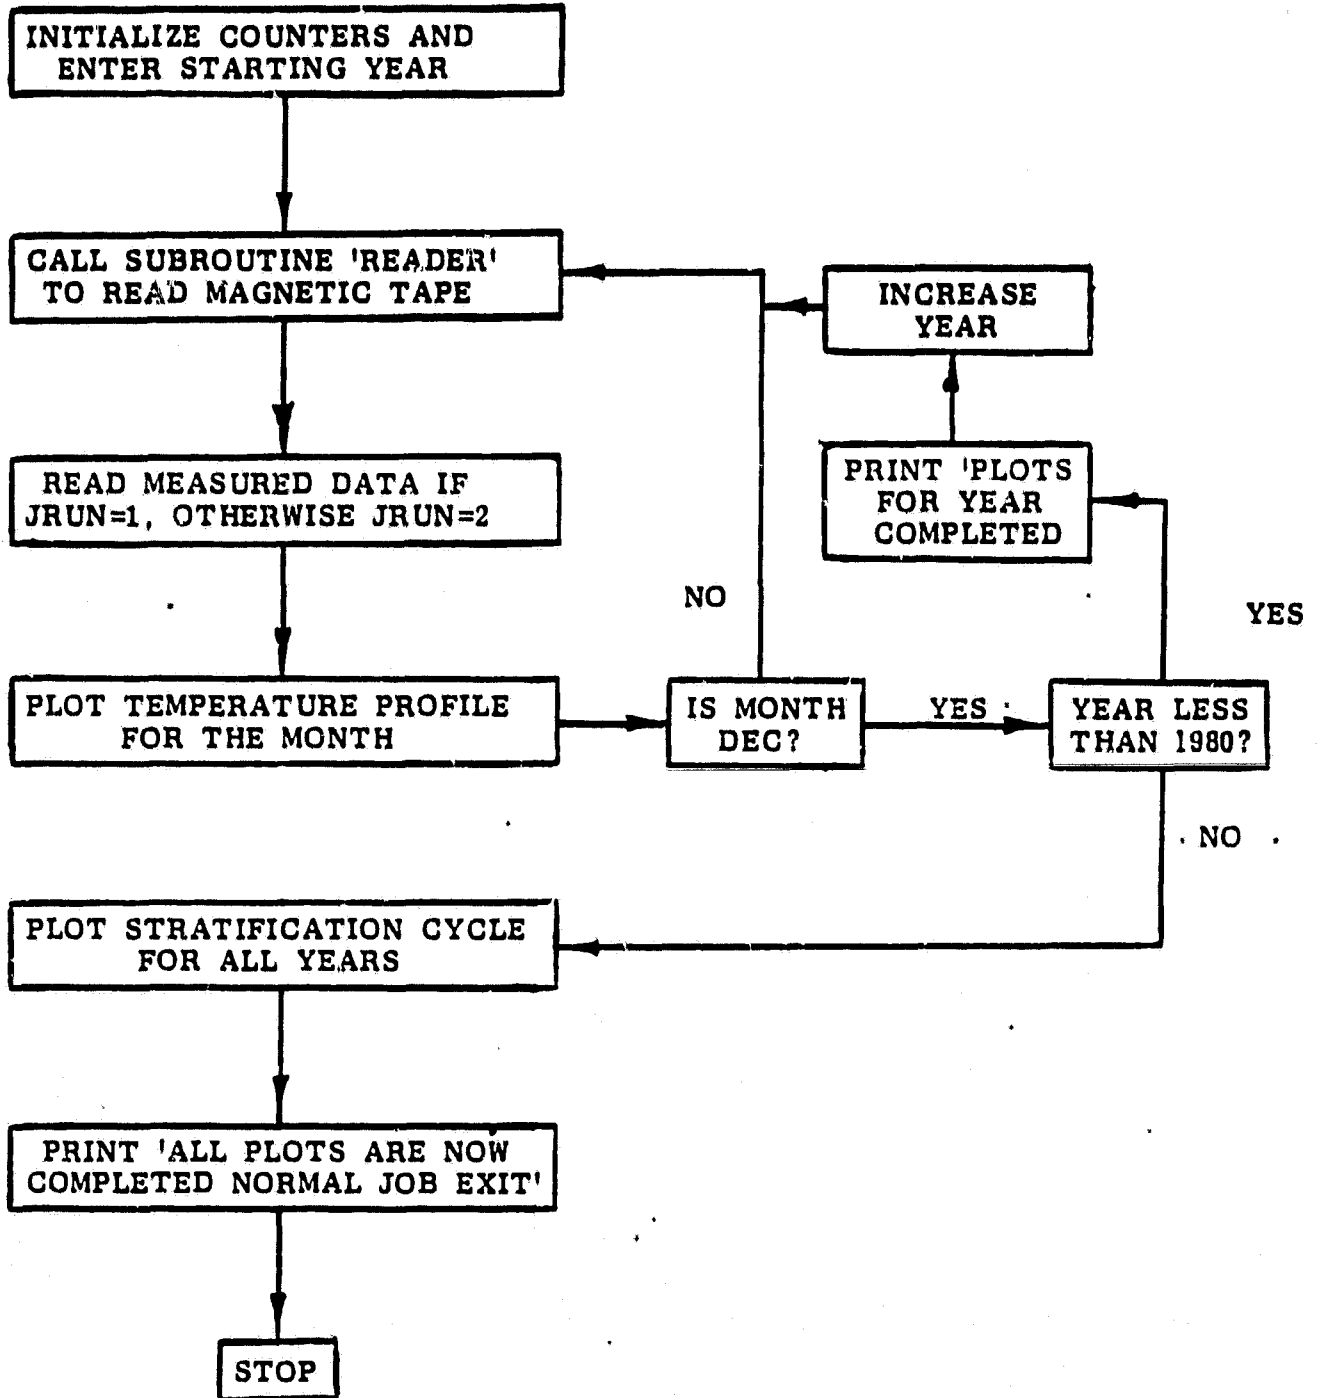 INITIALIZE COUNTERS AND
ENTER STARTING YEAR
CALL SUBROUTINE 'READER'
TO READ MAGNETIC TAPE
INCREASE
YEAR
READ MEASURED DATA IF
JRUN=1, OTHERWISE JRUN=2
PRINT 'PLOTS
FOR YEAR
COMPLETED
NO
YES
PLOT TEMPERATURE PROFILE
FOR THE MONTH
IS MONTH
DEC?
YES
YEAR LESS
THAN 1980?
NO
PLOT STRATIFICATION CYCLE
FOR ALL YEARS
PRINT 'ALL PLOTS ARE NOW
COMPLETED NORMAL JOB EXIT'
STOP